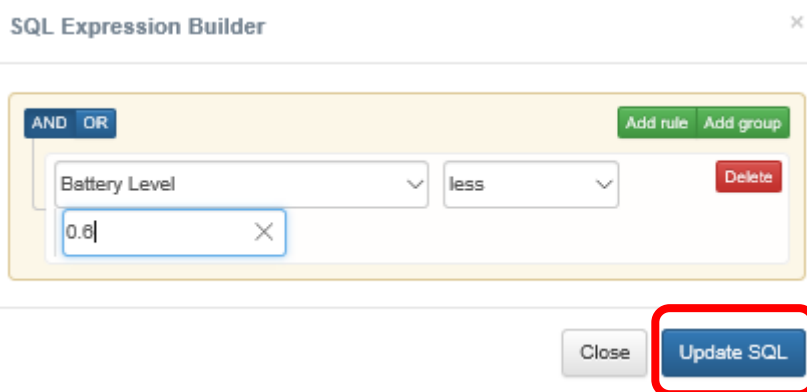 SQL Expression Builder ×
AND OR Add rule Add group
Battery Level less Delete
0.6
Close Update SQL